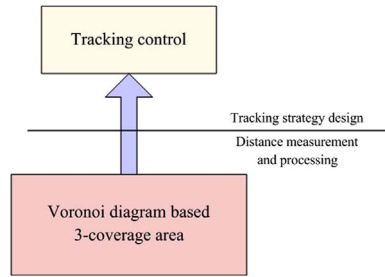 Tracking control
Tracking strategy design
Distance measurement
and processing
Voronoi diagram based
3-coverage area